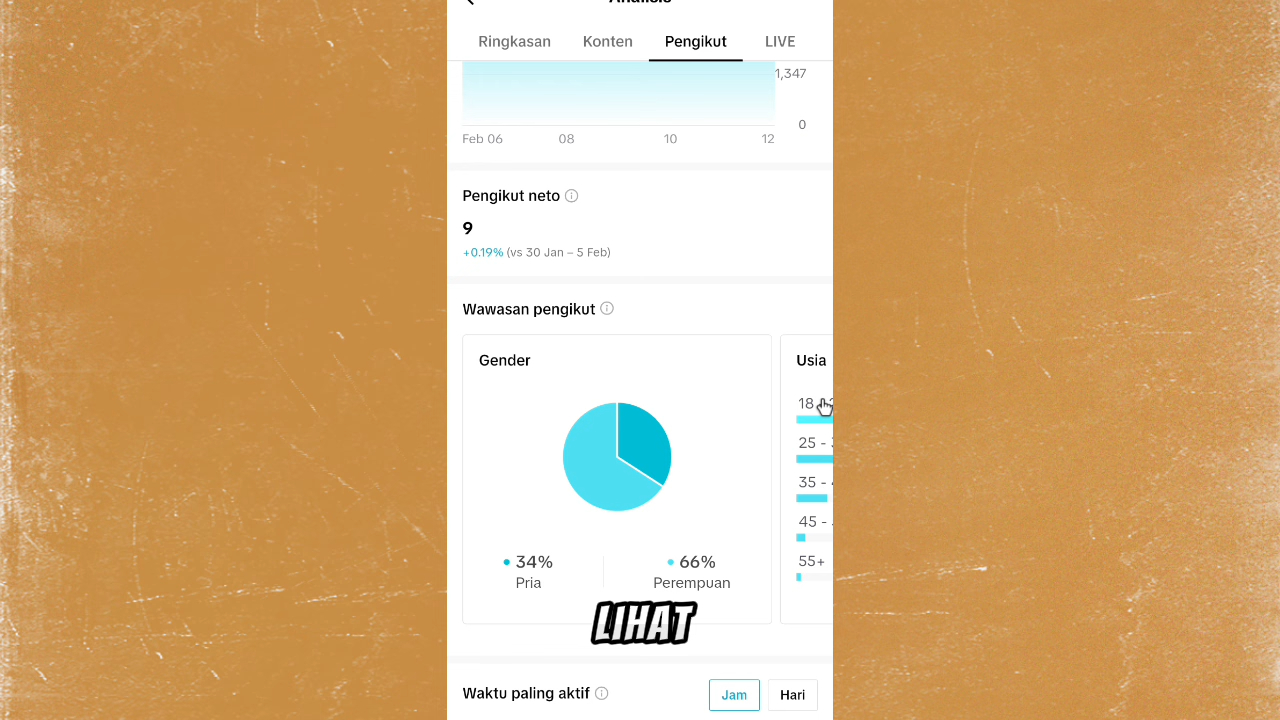 Analisis
Ringkasan Konten Pengikut LIVE
1,347
0
Feb 06 08 10 12
Pengikut neto
9
+0.19% (vs 30 Jan – 5 Feb)
Wawasan pengikut
Gender
Usia
18
25 -
35 -
45 -
55+
34%
Pria
66%
Perempuan
LIHAT
Waktu paling aktif
Jam
Hari